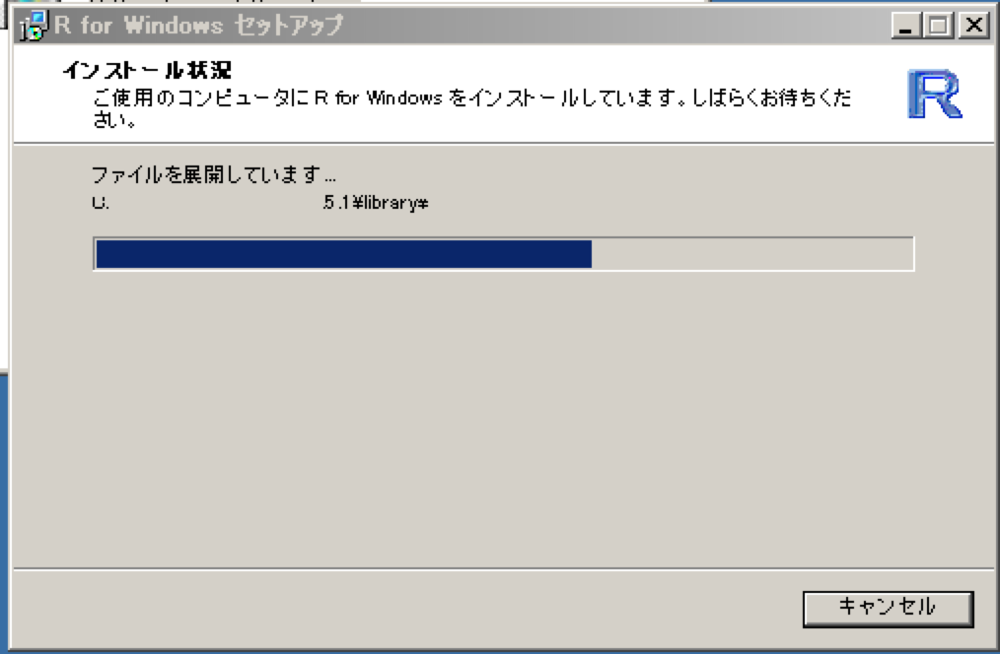 R for Windows セットアップ
インストール状況
ご使用のコンピュータに R for Windows をインストールしています。しばらくお待ちくだ
さい。
R
ファイルを展開しています...
5.1¥library¥
キャンセル